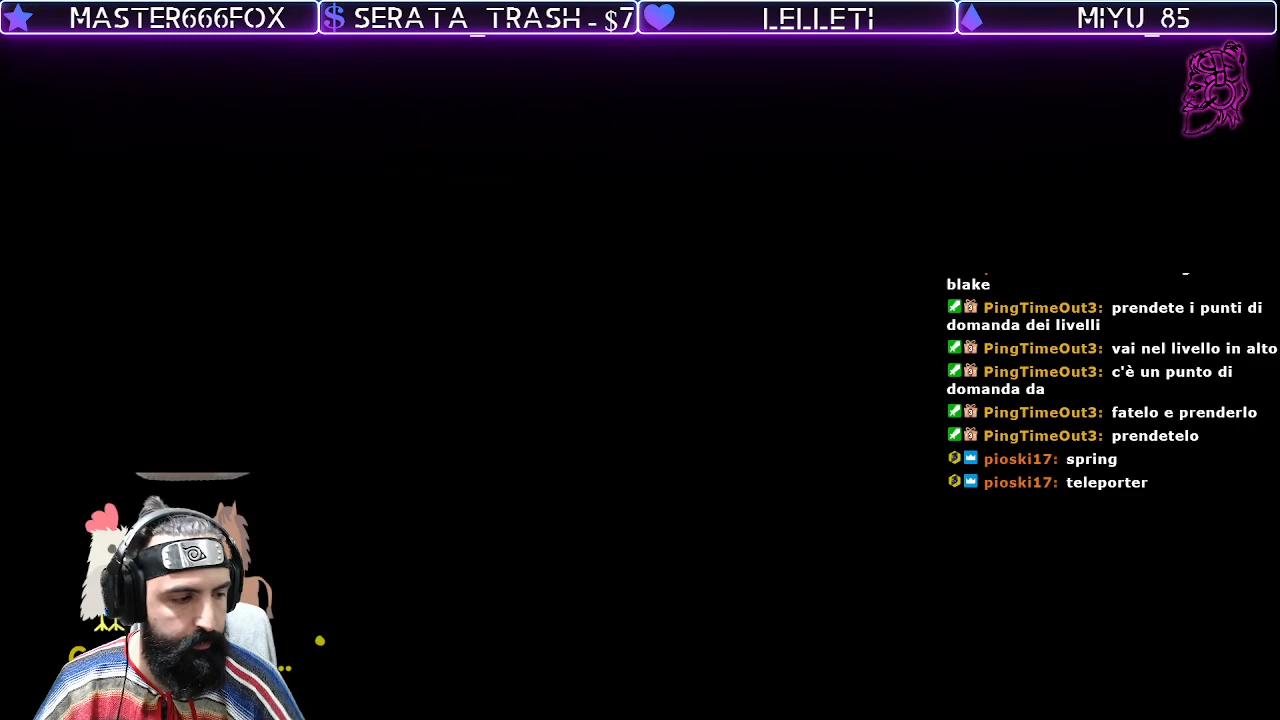 MASTER666FOX
SERATA_TRASH - $7
LELLETI
MIYU_85
blake
PingTimeOut3: prendete i punti di
domanda dei livelli
PingTimeOut3: vai nel livello in alto
PingTimeOut3: c'è un punto di
domanda da
PingTimeOut3: fatelo e prenderlo
PingTimeOut3: prendetelo
pioski17: spring
pioski17: teleporter